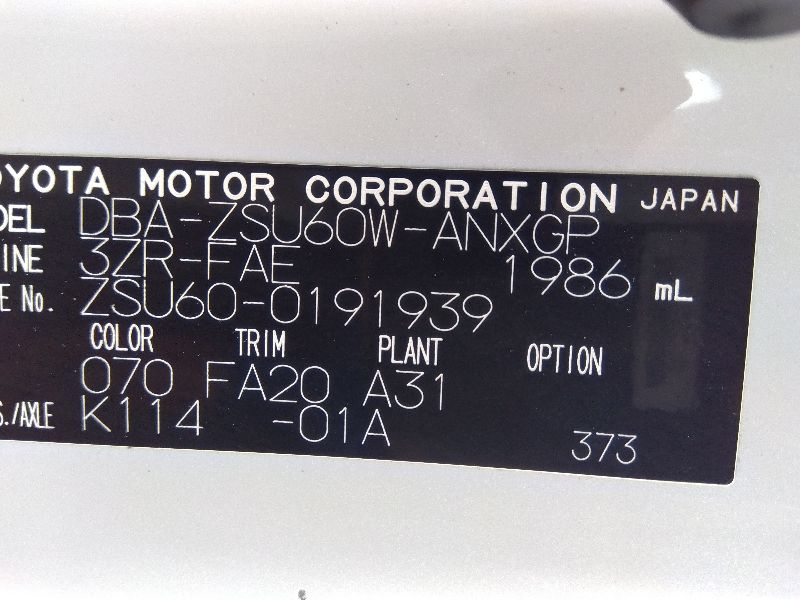 OYOTA MOTOR CORPORATION JAPAN
ODEL DBA-ZSU60W-ANXGP
INE 3ZR-FAE 1986 mL
E No. ZSU60-0191939
COLOR TRIM PLANT OPTION
070 FA20 A31
S./AXLE K114 -01A 373